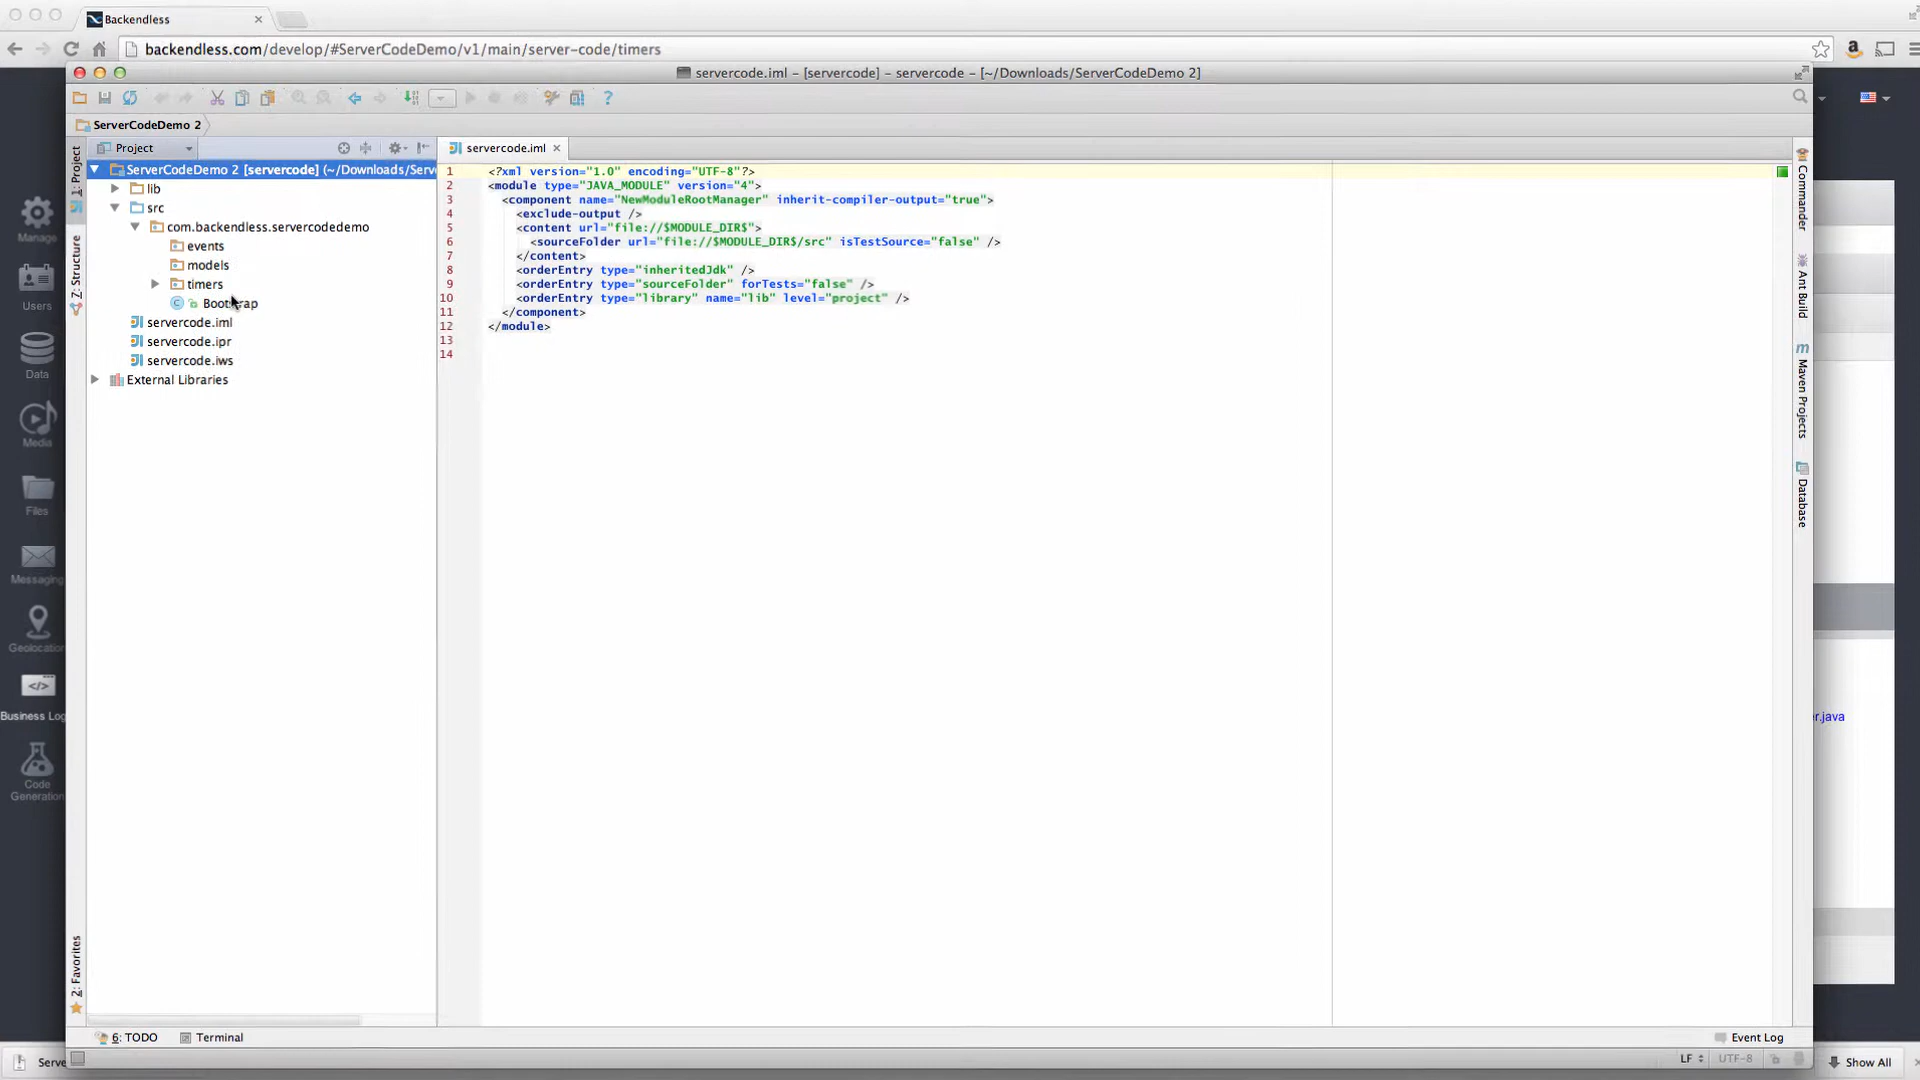 Backendless
backendless.com/develop/#ServerCodeDemo/v1/main/server-code/timers
servercode.iml – [servercode] – servercode – [~/Downloads/ServerCodeDemo 2]
ServerCodeDemo 2
Project
servercode.iml
ServerCodeDemo 2 [servercode] (~/Downloads/Serv
lib
src
com.backendless.servercodedemo
events
models
timers
Bootstrap
servercode.iml
servercode.ipr
servercode.iws
External Libraries
1 <?xml version="1.0" encoding="UTF-8"?>
2 <module type="JAVA_MODULE" version="4">
3 <component name="NewModuleRootManager" inherit-compiler-output="true">
4 <exclude-output />
5 <content url="file://$MODULE_DIR$">
6 <sourceFolder url="file://$MODULE_DIR$/src" isTestSource="false" />
7 </content>
8 <orderEntry type="inheritedJdk" />
9 <orderEntry type="sourceFolder" forTests="false" />
10 <orderEntry type="library" name="lib" level="project" />
11 </component>
12 </module>
13
14
1: Project
7: Structure
2: Favorites
Manage
Users
Data
Media
Files
Messaging
Geolocatio
</>
Business Log
Code
Generation
Commander
Ant Build
m
Maven Projects
Database
er.java
6: TODO
Terminal
Event Log
LF
UTF-8
Serve
Show All